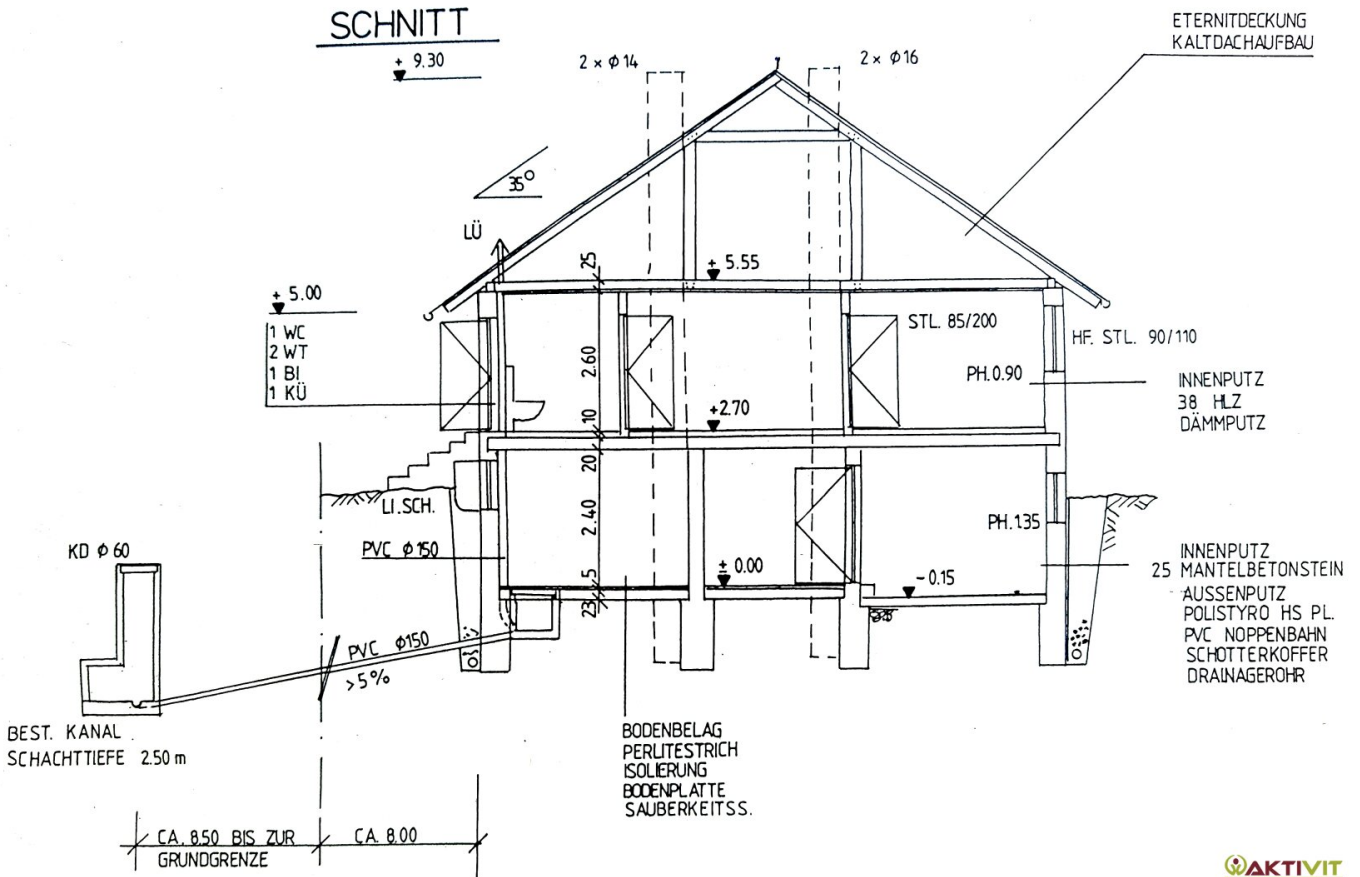 SCHNITT
+ 9.30
2 x ϕ 14
2 x ϕ 16
ETERNITDECKUNG
KALTDACHAUFBAU
35°
LÜ
+ 5.00
1 WC
2 WT
1 BI
1 KÜ
25
+ 5.55
2.60
STL. 85/200
HF. STL. 90/110
PH.0.90
INNENPUTZ
38 HLZ
DÄMMPUTZ
+2.70
10
20
LI.SCH.
2.40
PH.1.35
KD ϕ 60
PVC ϕ 150
± 0.00
- 0.15
5
23
INNENPUTZ
25 MANTELBETONSTEIN
AUSSENPUTZ
POLISTYRO HS PL.
PVC NOPPENBAHN
SCHOTTERKOFFER
DRAINAGEROHR
PVC ϕ150
>5%
BEST. KANAL
SCHACHTTIEFE 2.50 m
BODENBELAG
PERLITESTRICH
ISOLIERUNG
BODENPLATTE
SAUBERKEITSS.
CA. 8.50 BIS ZUR
GRUNDGRENZE
CA. 8.00
AKTIVIT